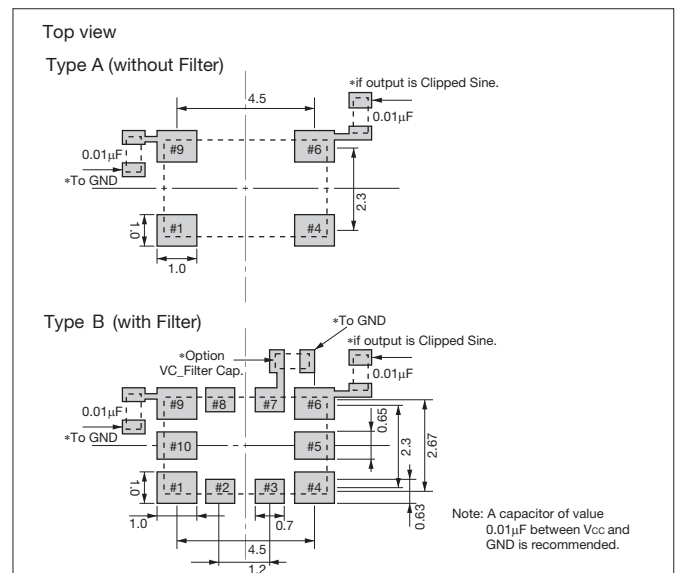 Top view
Type A (without Filter)
*if output is Clipped Sine.
4.5
0.01μF
#9
#6
0.01μF
*To GND
2.3
1.0
#1
#4
1.0
Type B (with Filter)
*To GND
*if output is Clipped Sine.
*Option
VC_Filter Cap.
0.01μF
#9
#8
#7
#6
0.01μF
*To GND
0.65
2.3
2.67
#10
#5
1.0
#1
#2
#3
#4
1.0
0.7
0.63
4.5
1.2
Note: A capacitor of value
0.01μF between Vcc and
GND is recommended.